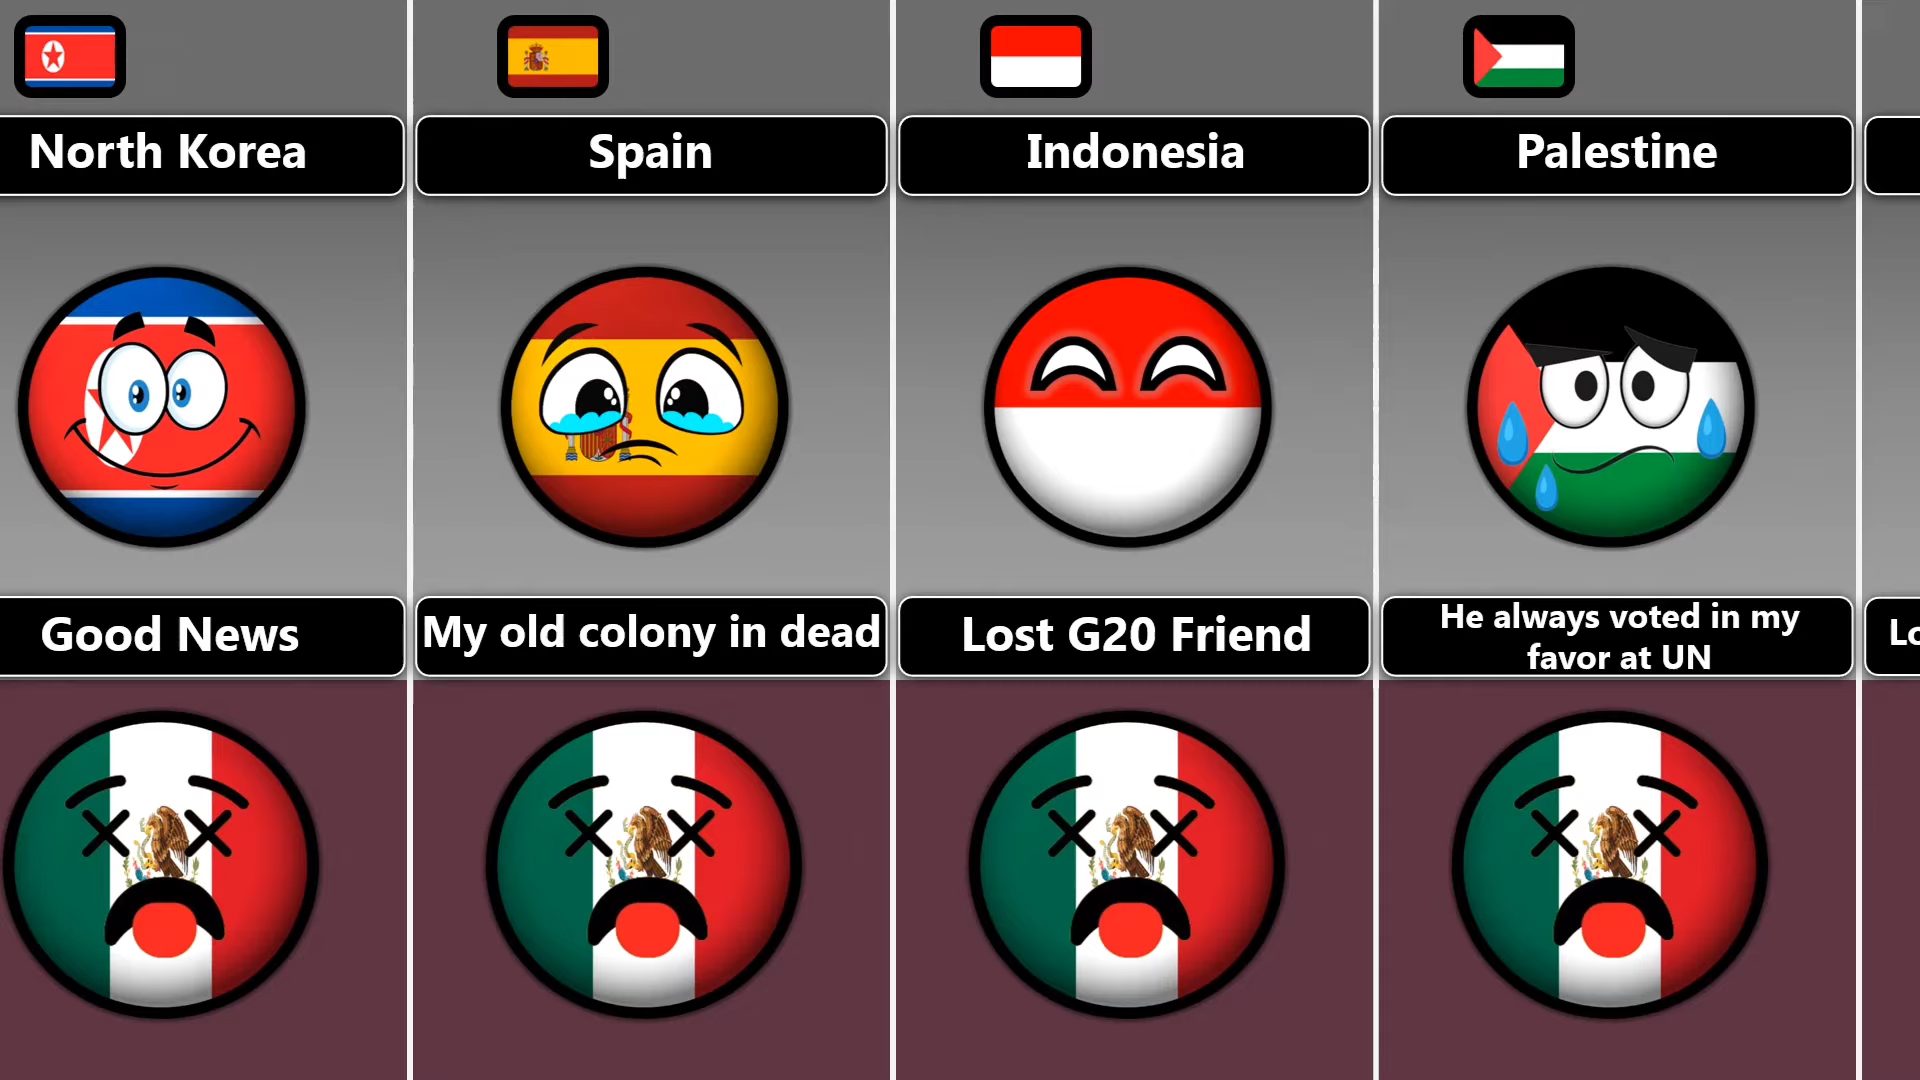 North Korea
Spain
Indonesia
Palestine
Good News
My old colony in dead
Lost G20 Friend
He always voted in my
favor at UN